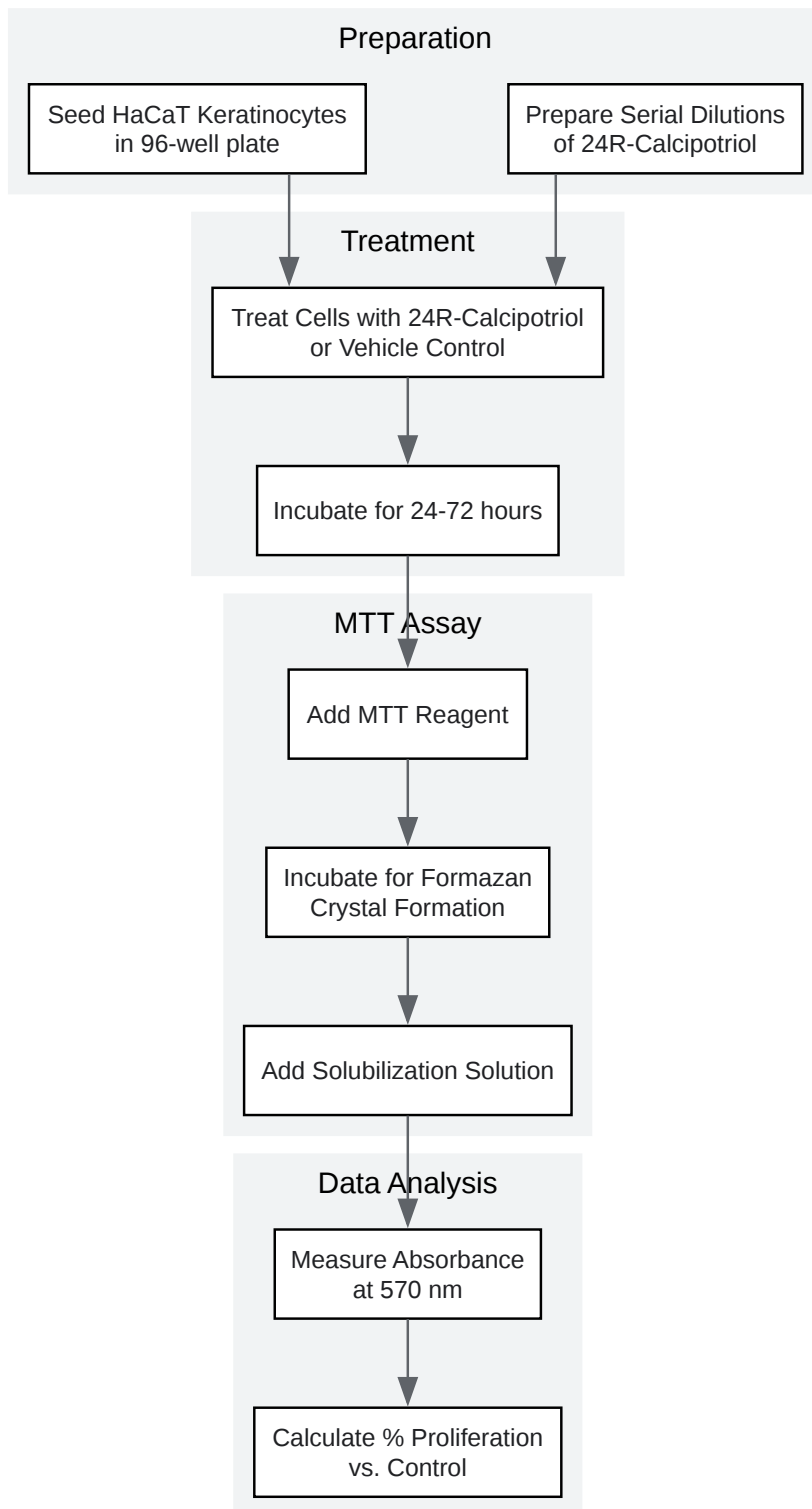 Preparation
Seed HaCaT Keratinocytes
in 96-well plate
Prepare Serial Dilutions
of 24R-Calcipotriol
Treatment
Treat Cells with 24R-Calcipotriol
or Vehicle Control
Incubate for 24-72 hours
MTT Assay
Add MTT Reagent
Incubate for Formazan
Crystal Formation
Add Solubilization Solution
Data Analysis
Measure Absorbance
at 570 nm
Calculate % Proliferation
vs. Control